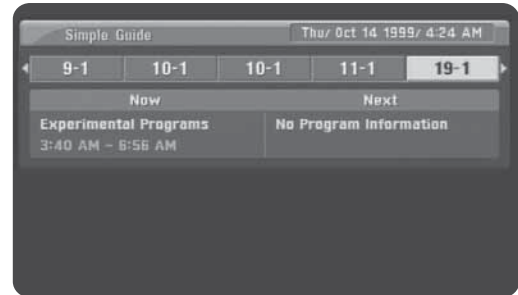 Simple Guide
Thu/ Oct 14 1999/ 4:24 AM
9-1 10-1 10-1 11-1 19-1
Now Next
Experimental Programs No Program Information
3:40 AM ~ 6:56 AM